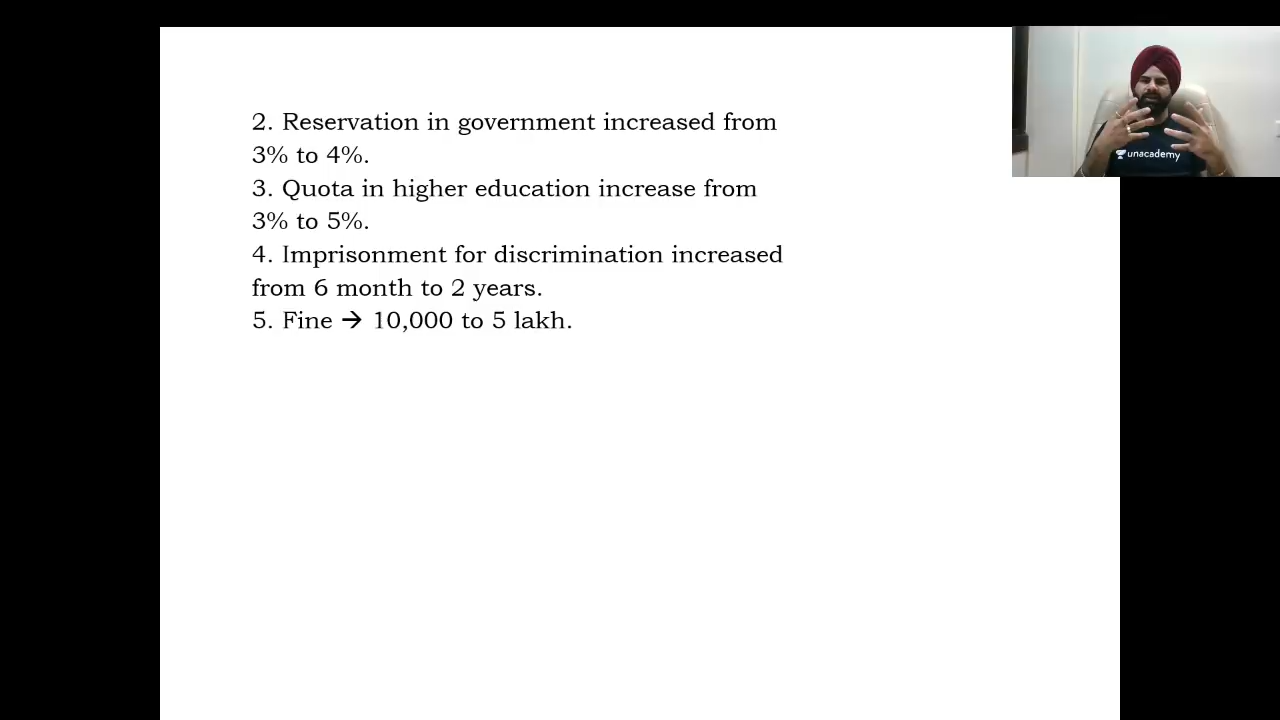 2. Reservation in government increased from
3% to 4%.
3. Quota in higher education increase from
3% to 5%.
4. Imprisonment for discrimination increased
from 6 month to 2 years.
5. Fine → 10,000 to 5 lakh.
unacademy